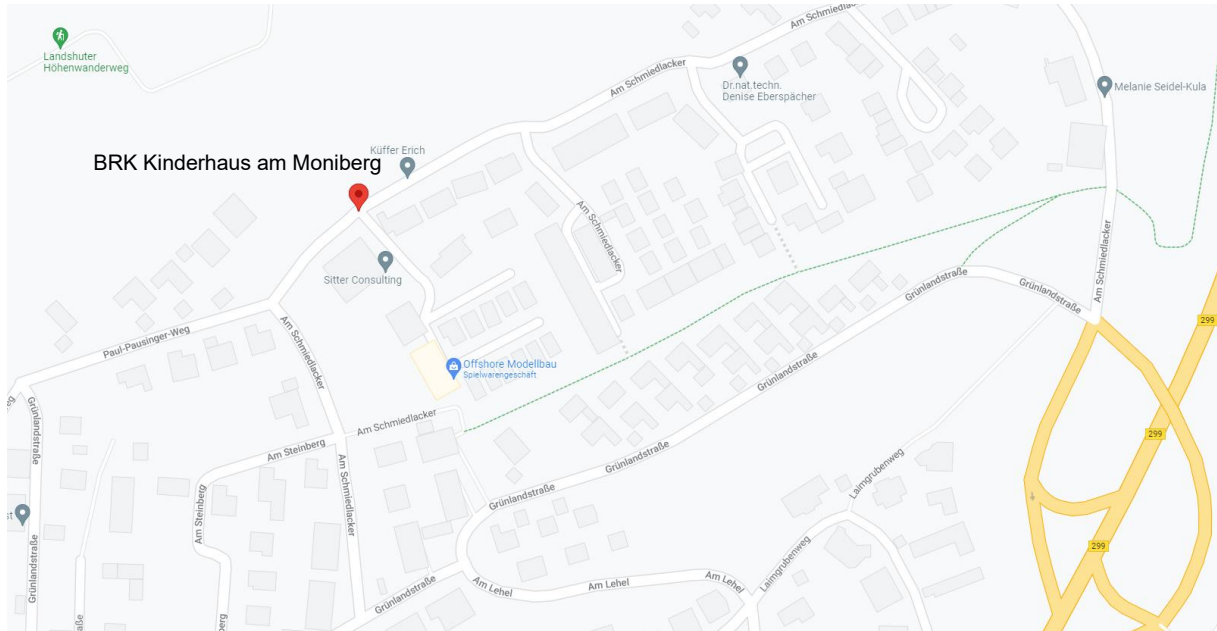 Am Schmiedlacker
Landshuter
Höhenwanderweg
Am Schmiedlacker
Dr.nat.techn.
Denise Eberspächer
Melanie Seidel-Kula
Küffer Erich
BRK Kinderhaus am Moniberg
Am Schmiedlacker
Am Schmiedlacker
Sitter Consulting
Grünlandstraße
Grünlandstraße
299
Paul-Pausinger-Weg
Am Schmiedlacker
Offshore Modellbau
Spielwarengeschäft
Grünlandstraße
Grünlandstraße
Am Schmiedlacker
Am Steinberg
299
Grünlandstraße
Laimgrubenweg
Am Steinberg
Am Schmiedlacker
Grünlandstraße
299
Grünlandstraße
Grünlandstraße
Am Lehel
Am Lehel
Am Lehel
Laimgrubenweg